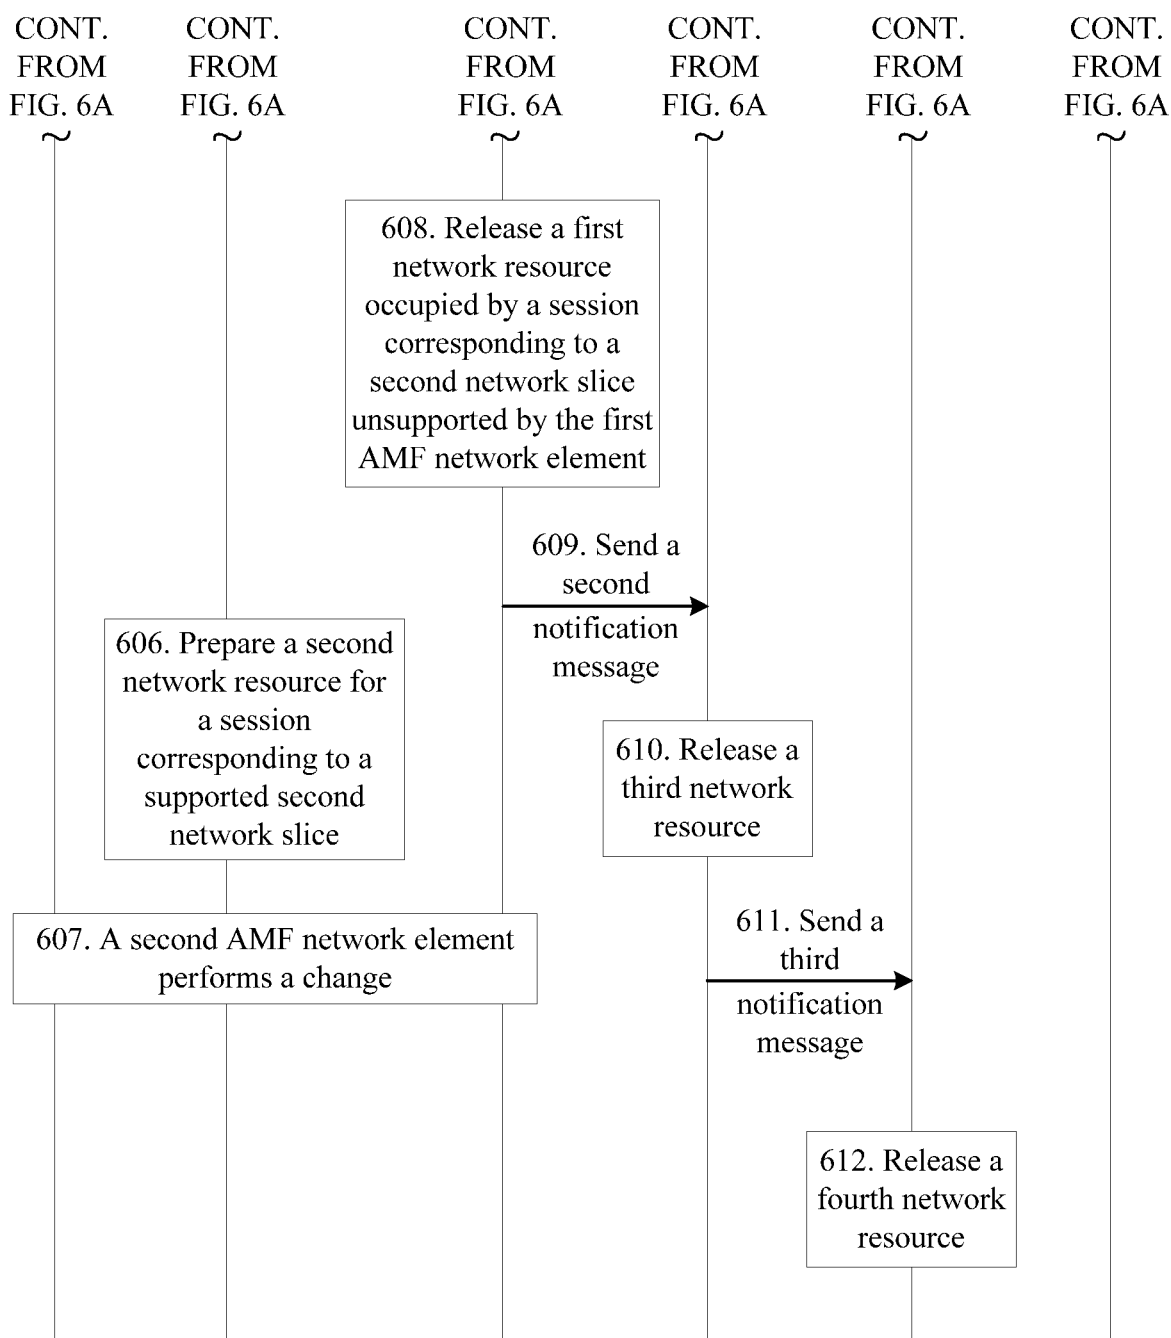 CONT.
FROM
FIG. 6A
CONT.
FROM
FIG. 6A
CONT.
FROM
FIG. 6A
CONT.
FROM
FIG. 6A
CONT.
FROM
FIG. 6A
CONT.
FROM
FIG. 6A
608. Release a first
network resource
occupied by a session
corresponding to a
second network slice
unsupported by the first
AMF network element
609. Send a
second
notification
message
606. Prepare a second
network resource for
a session
corresponding to a
supported second
network slice
610. Release a
third network
resource
607. A second AMF network element
performs a change
611. Send a
third
notification
message
612. Release a
fourth network
resource